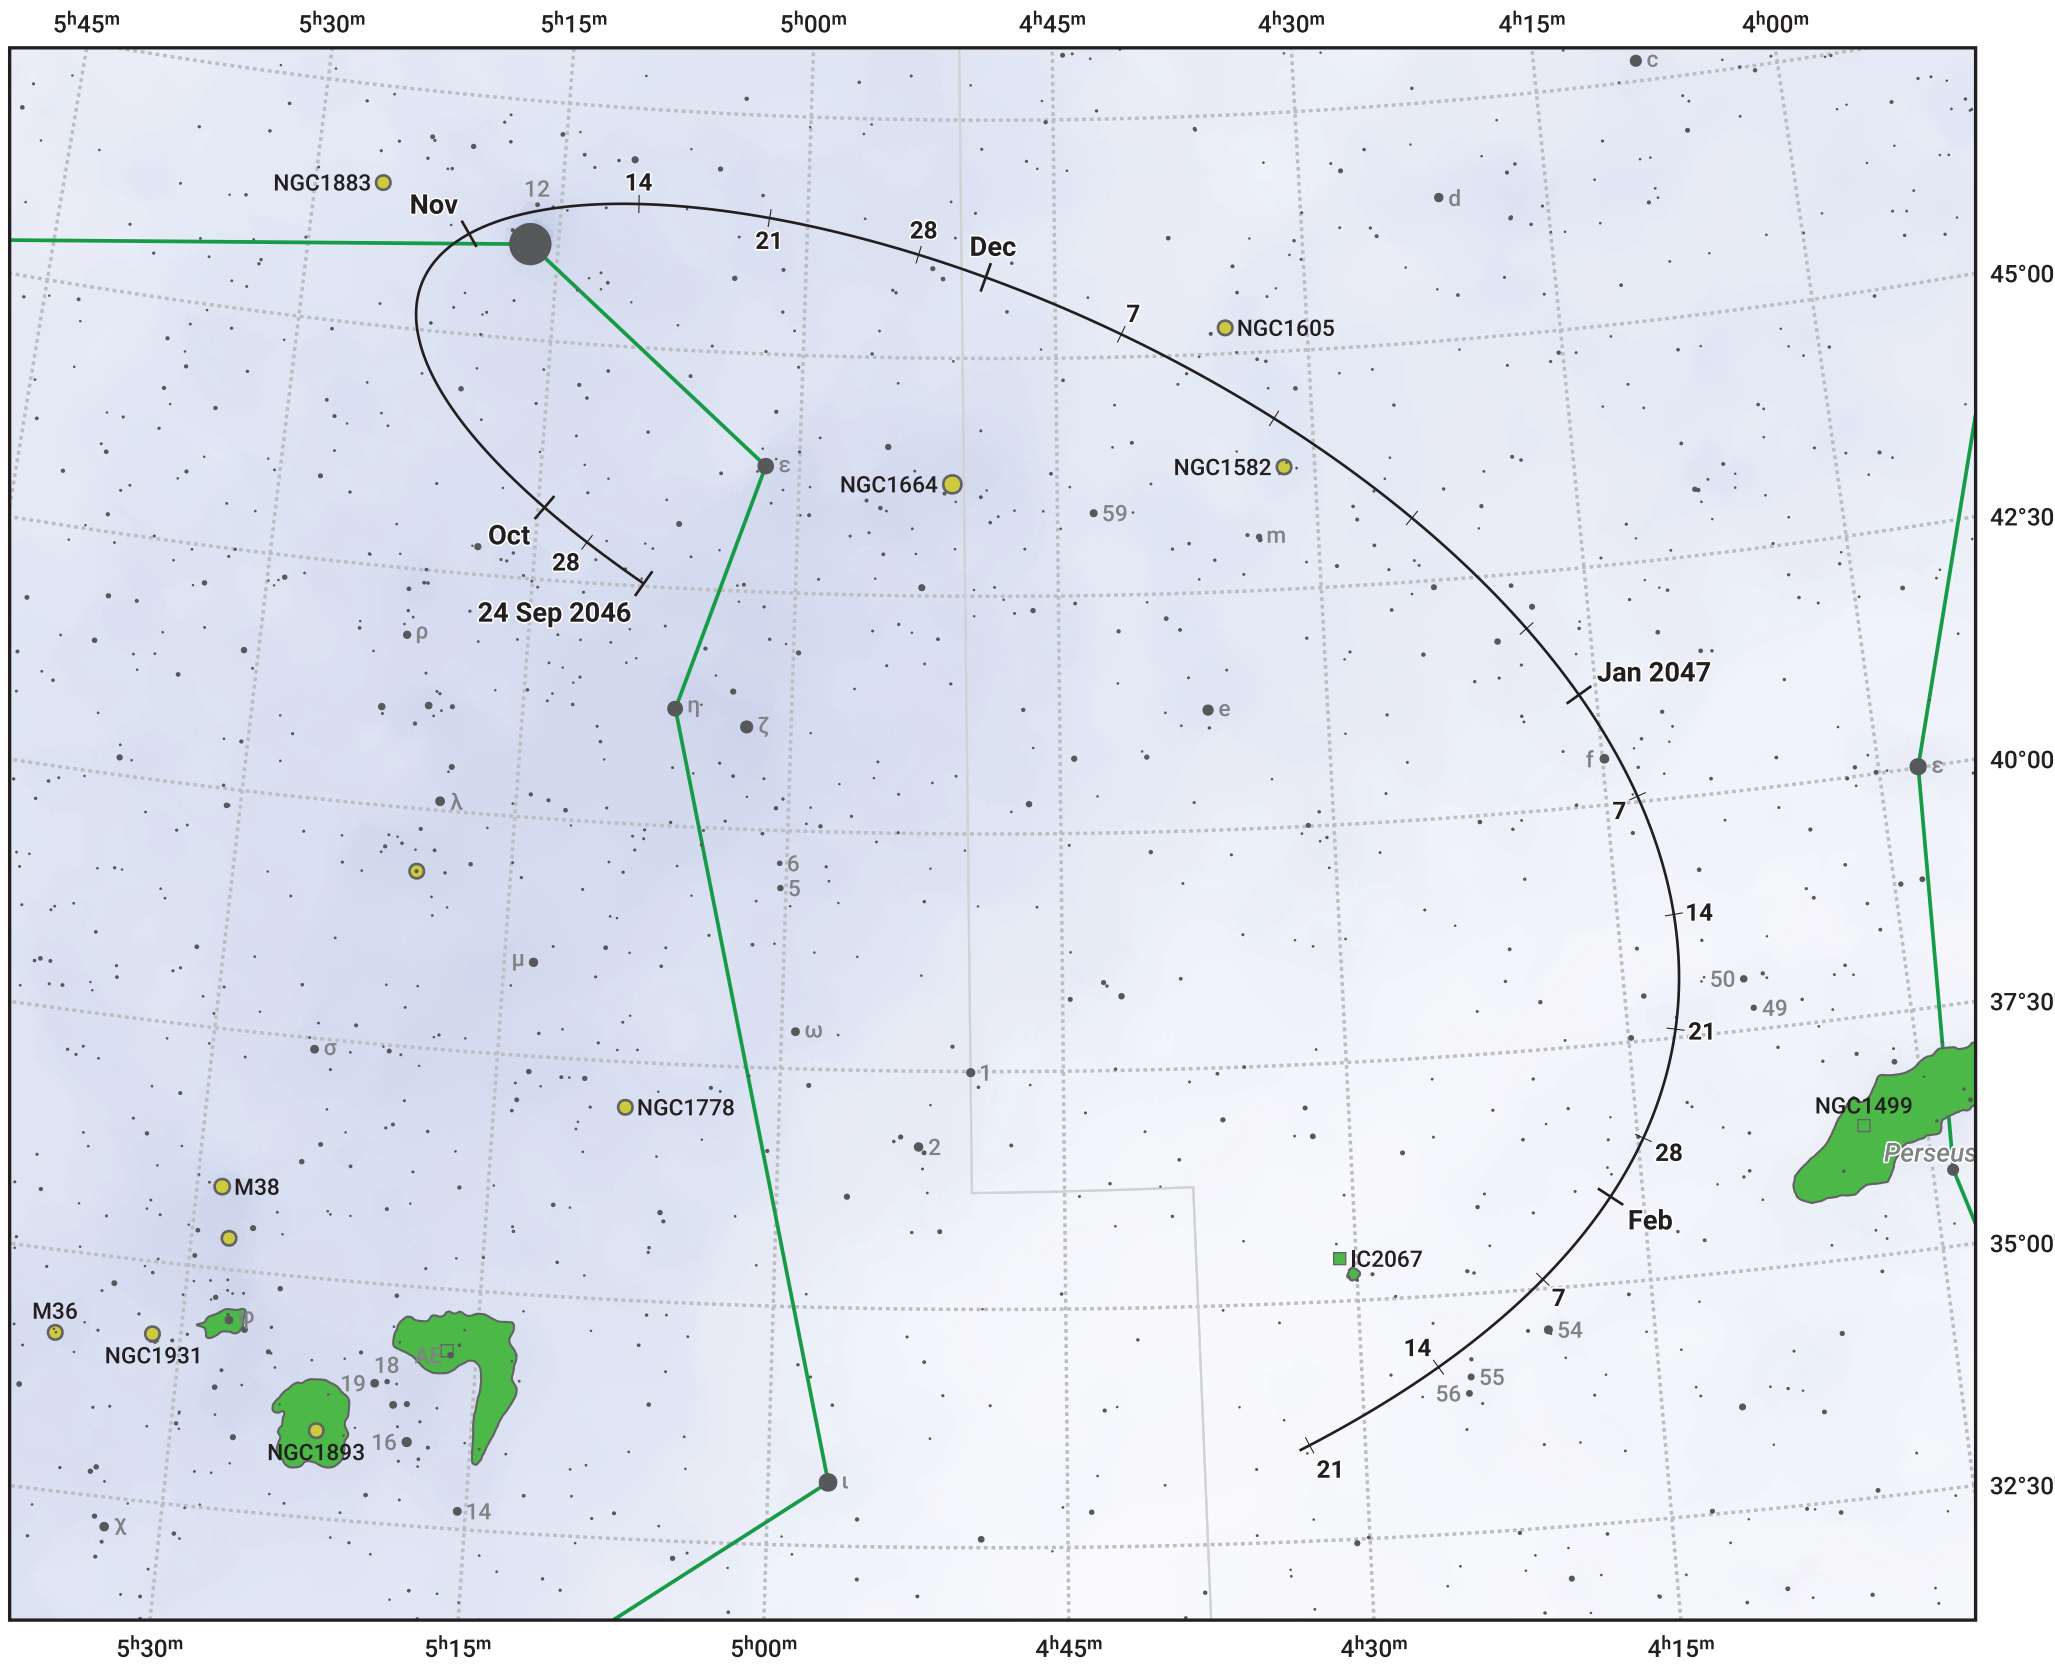 5h45m 5h30m 5h15m 5h00m 4h45m 4h30m 4h15m 4h00m
c
NGC1883
12
14
d
Nov
21
28
Dec
45°00
7
NGC1605
ε
NGC1664
NGC1582
59
42°30
m
Oct
28
24 Sep 2046
ρ
Jan 2047
η
ζ
e
f
40°00
ε
λ
7
6
5
14
μ
50
37°30
49
ω
21
σ
1
NGC1499
NGC1778
2
28
Perseus
M38
Feb
35°00
IC2067
7
M36
φ
54
NGC1931
AE
14
18
19
55
56
16
NGC1893
21
32°30
ι
14
χ
5h30m 5h15m 5h00m 4h45m 4h30m 4h15m